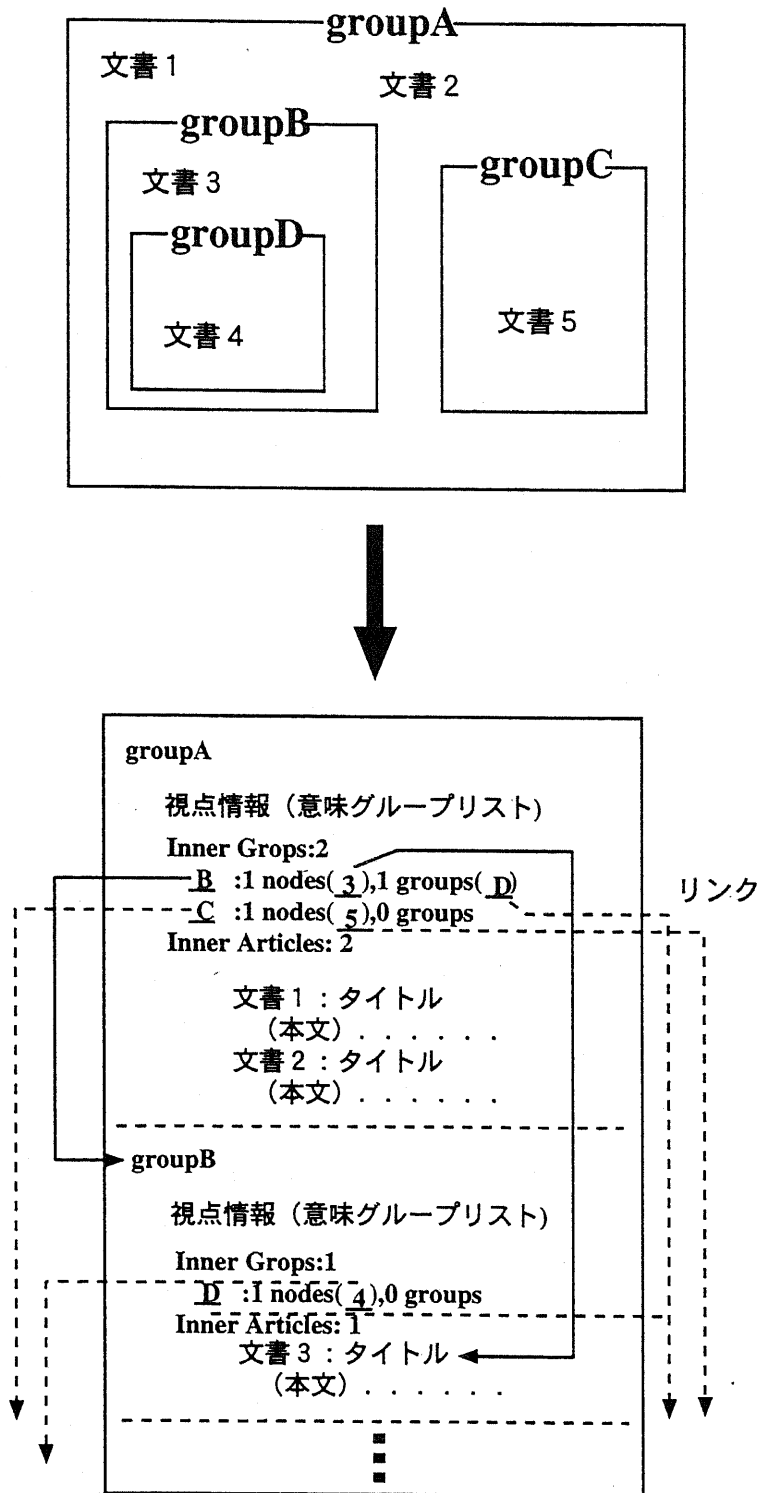 groupA
文書1
文書2
groupB
groupC
文書3
groupD
文書4
文書5
groupA
視点情報（意味グループリスト)
Inner Grops:2
B :1 nodes( 3 ),1 groups( D )
リンク
C :1 nodes( 5 ),0 groups
Inner Articles: 2
文書1：タイトル
（本文）. . . . . .
文書2：タイトル
（本文）. . . . . .
groupB
視点情報（意味グループリスト)
Inner Grops:1
D :1 nodes( 4 ),0 groups
Inner Articles: 1
文書3：タイトル
（本文）. . . . . .